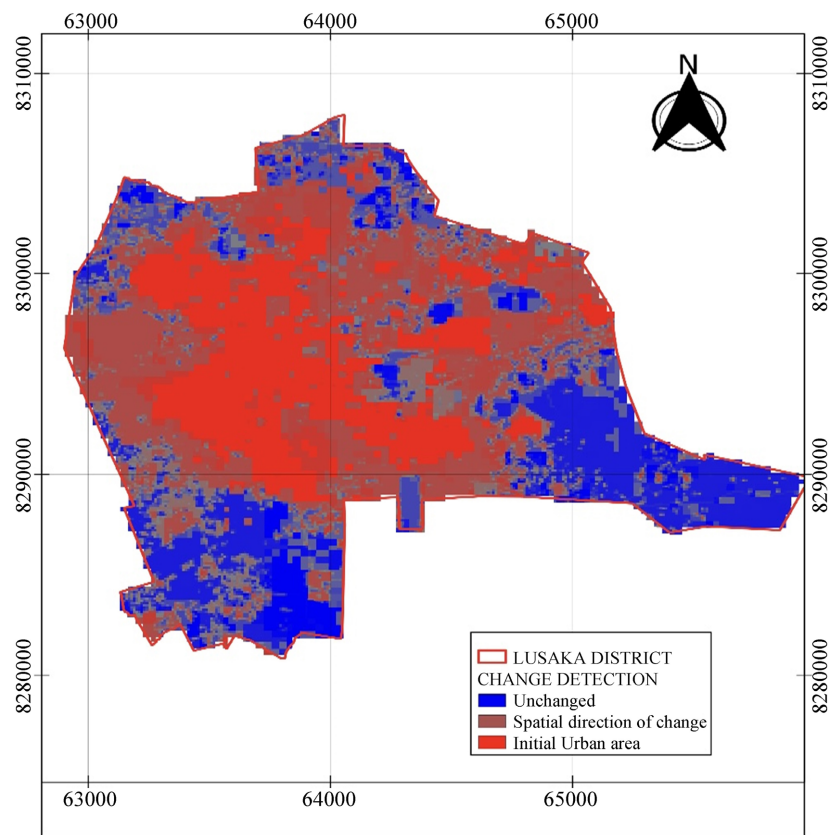 63000 64000 65000
N
8310000 8310000
8300000 8300000
8290000 8290000
8280000 8280000
LUSAKA DISTRICT
CHANGE DETECTION
Unchanged
Spatial direction of change
Initial Urban area
63000 64000 65000